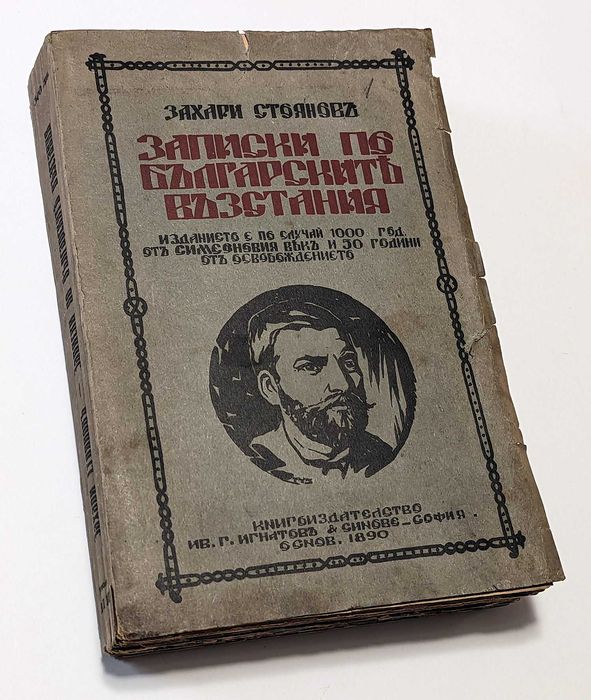 ЗАХАРИ СТОЯНОВЪ
ЗАПИСКИ ПО
БЪЛГАРСКИТѢ
ВЪЗСТАНИЯ
ИЗДАНИЕТО Е ПО СЛУЧАЙ 1000 ГОД.
ОТЪ СИМЕОНОВИЯ ВѢКЪ И 50 ГОДИНИ
ОТЪ ОСВОБОЖДЕНИЕТО
КНИГОИЗДАТЕЛСТВО
ИВ. Г. ИГНАТОВЪ & СИНОВЕ – СОФИЯ.
ОСНОВ. 1890